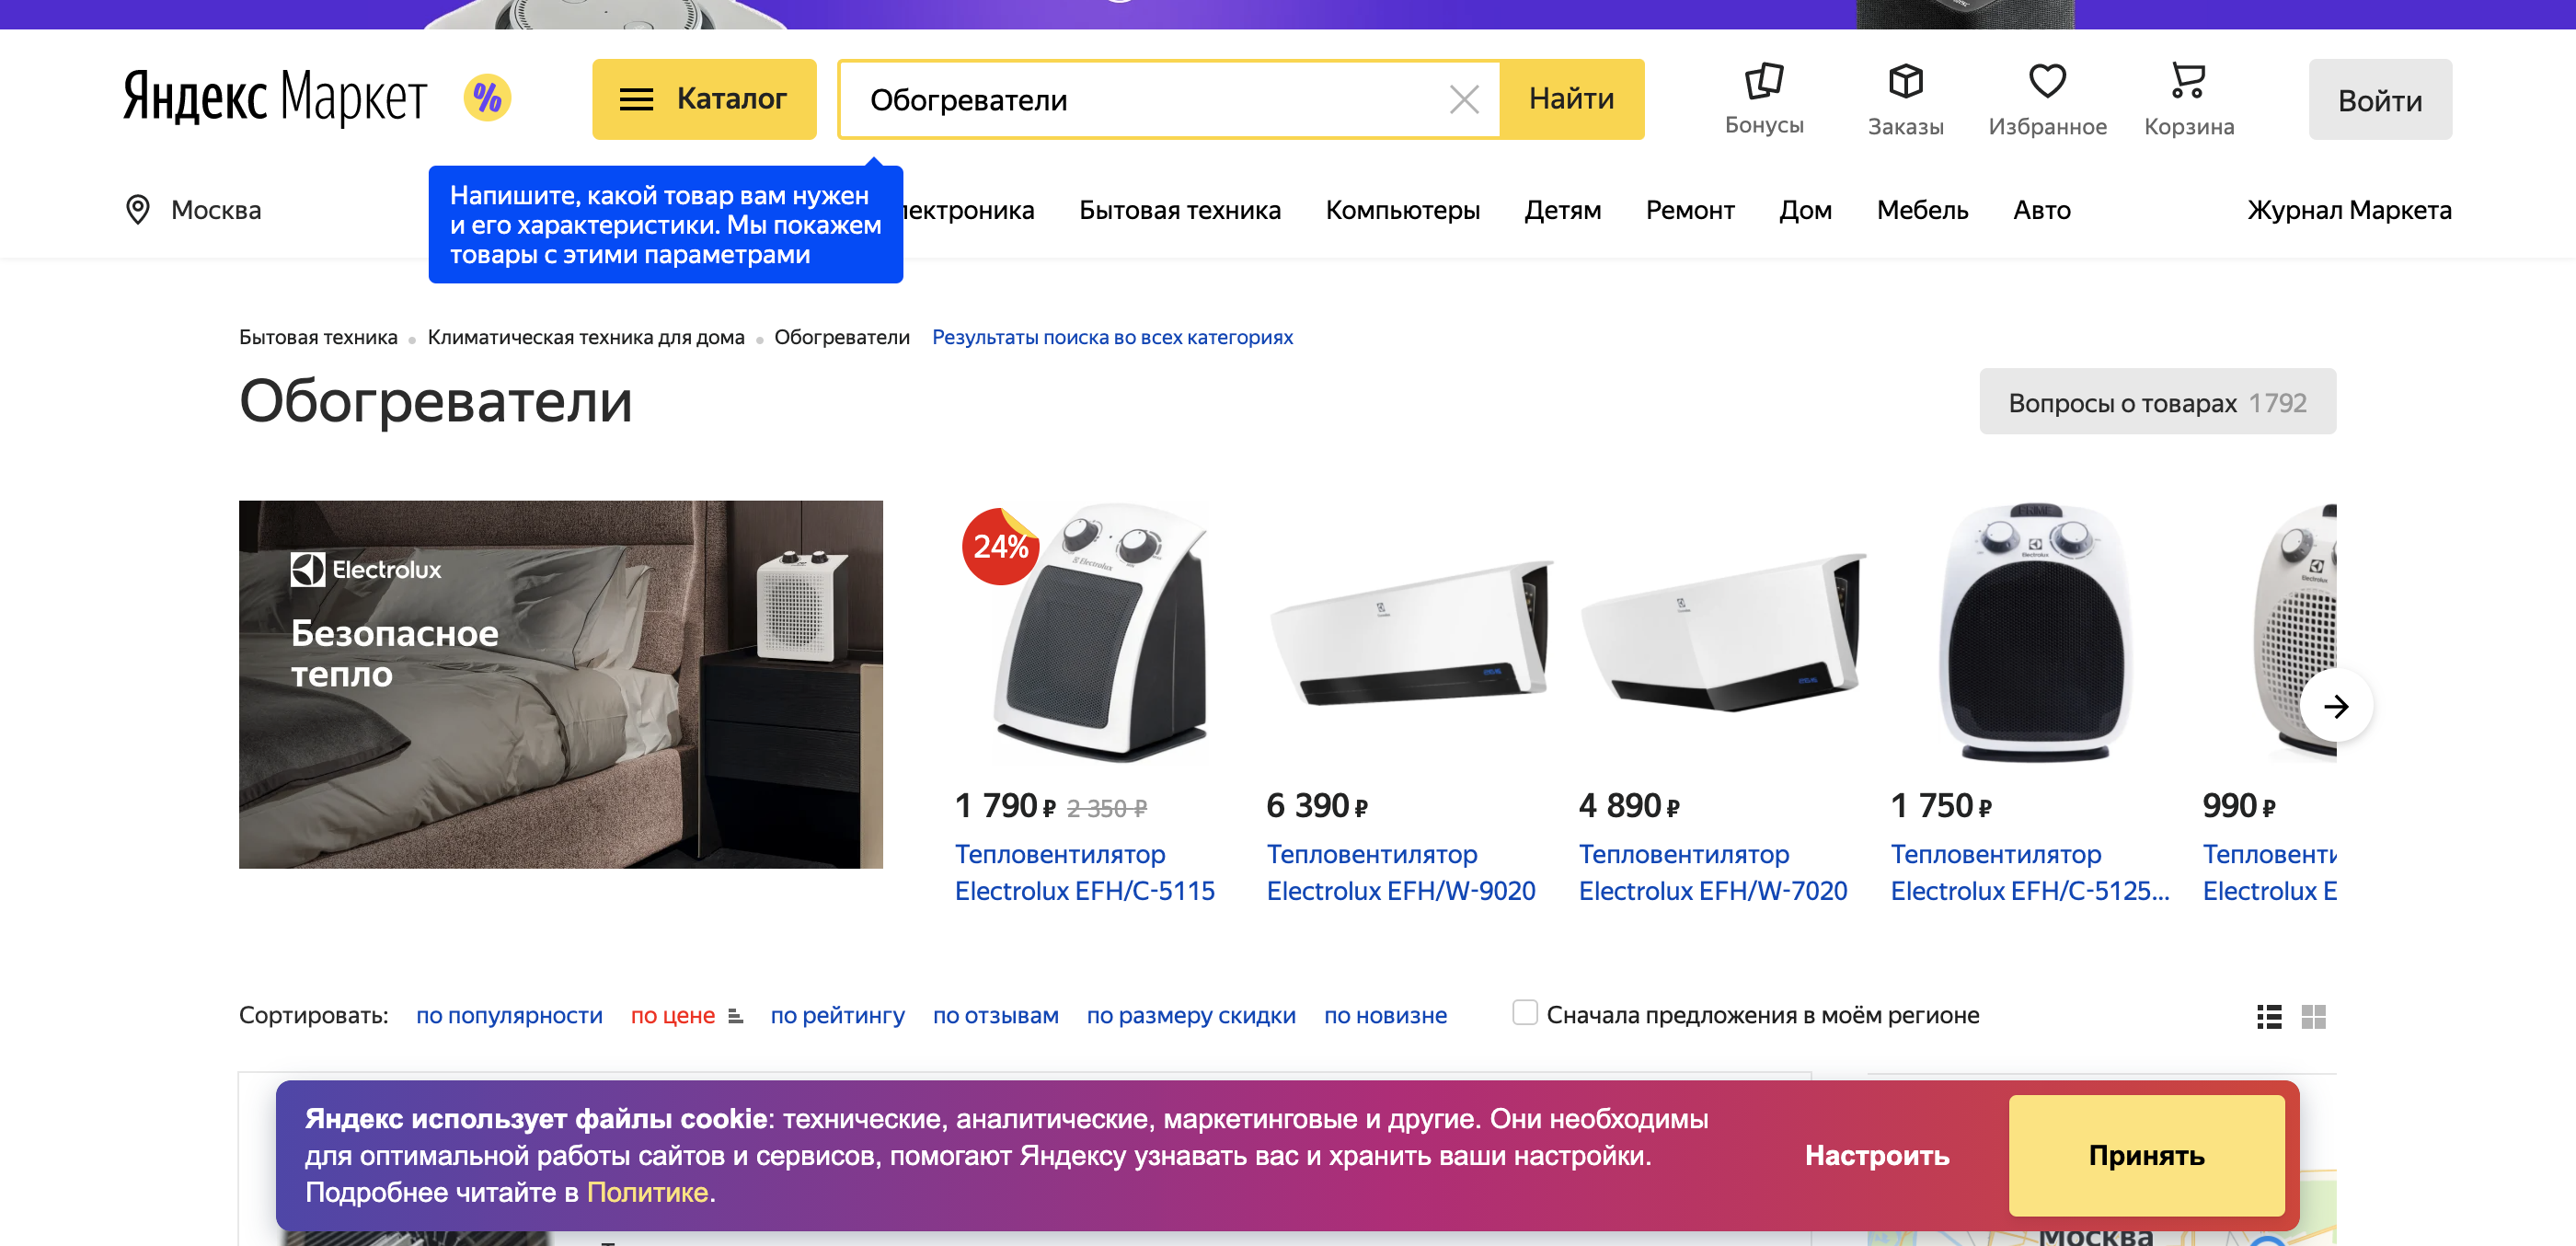 Яндекс Маркет
%
Каталог
Обогреватели
Найти
Бонусы
Заказы
Избранное
Корзина
Войти
Москва
Напишите, какой товар вам нужен
и его характеристики. Мы покажем
товары с этими параметрами
лектроника
Бытовая техника
Компьютеры
Детям
Ремонт
Дом
Мебель
Авто
Журнал Маркета
Бытовая техника
Климатическая техника для дома
Обогреватели
Результаты поиска во всех категориях
Обогреватели
Вопросы о товарах 1792
Electrolux
Безопасное
тепло
24%
1 790 ₽ 2 350 ₽
Тепловентилятор
Electrolux EFH/C-5115
6 390 ₽
Тепловентилятор
Electrolux EFH/W-9020
4 890 ₽
Тепловентилятор
Electrolux EFH/W-7020
1 750 ₽
Тепловентилятор
Electrolux EFH/C-5125...
990 ₽
Тепловенти
Electrolux E
Сортировать: по популярности по цене по рейтингу по отзывам по размеру скидки по новизне
Сначала предложения в моём регионе
Яндекс использует файлы cookie: технические, аналитические, маркетинговые и другие. Они необходимы
для оптимальной работы сайтов и сервисов, помогают Яндексу узнавать вас и хранить ваши настройки.
Подробнее читайте в Политике.
Настроить
Принять
Москва